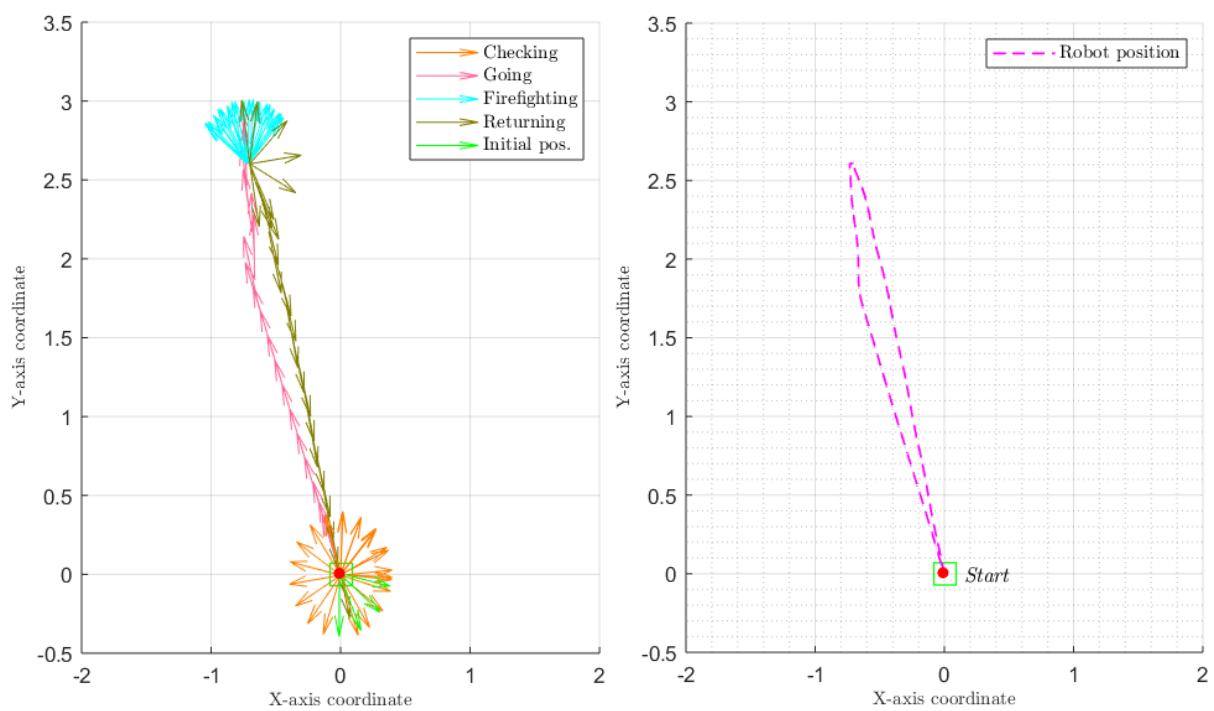 3.5
3
2.5
2
1.5
1
0.5
0
-0.5
-2
-1
0
1
2
Y-axis coordinate
X-axis coordinate
Checking
Going
Firefighting
Returning
Initial pos.
3.5
3
2.5
2
1.5
1
0.5
0
-0.5
-2
-1
0
1
2
Y-axis coordinate
X-axis coordinate
Robot position
Start